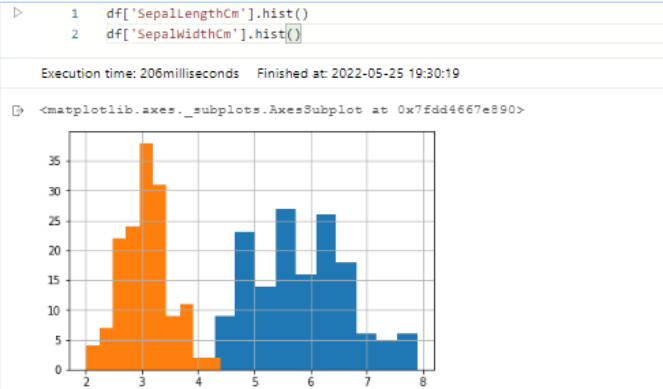 1 df['SepalLengthCm'].hist()
2 df['SepalWidthCm'].hist()
Execution time: 206milliseconds Finished at: 2022-05-25 19:30:19
<matplotlib.axes._subplots.AxesSubplot at 0x7fdd4667e890>
35
30
25
20
15
10
5
0
2 3 4 5 6 7 8